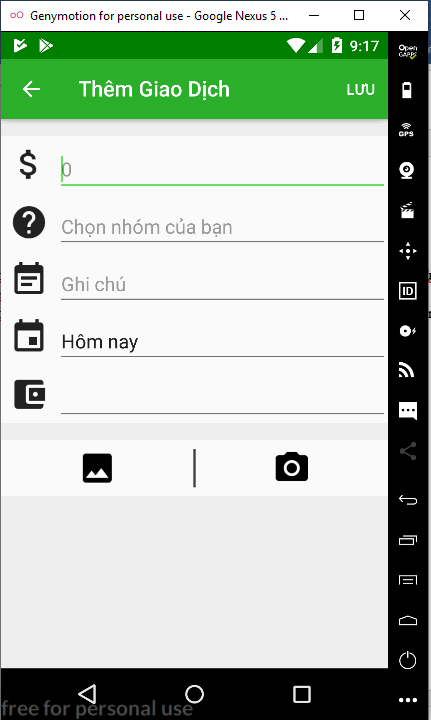 Genymotion for personal use - Google Nexus 5 ...
9:17
Thêm Giao Dịch
LƯU
0
Chọn nhóm của bạn
Ghi chú
Hôm nay
Open
GAPPS
GPS
ID
free for personal use